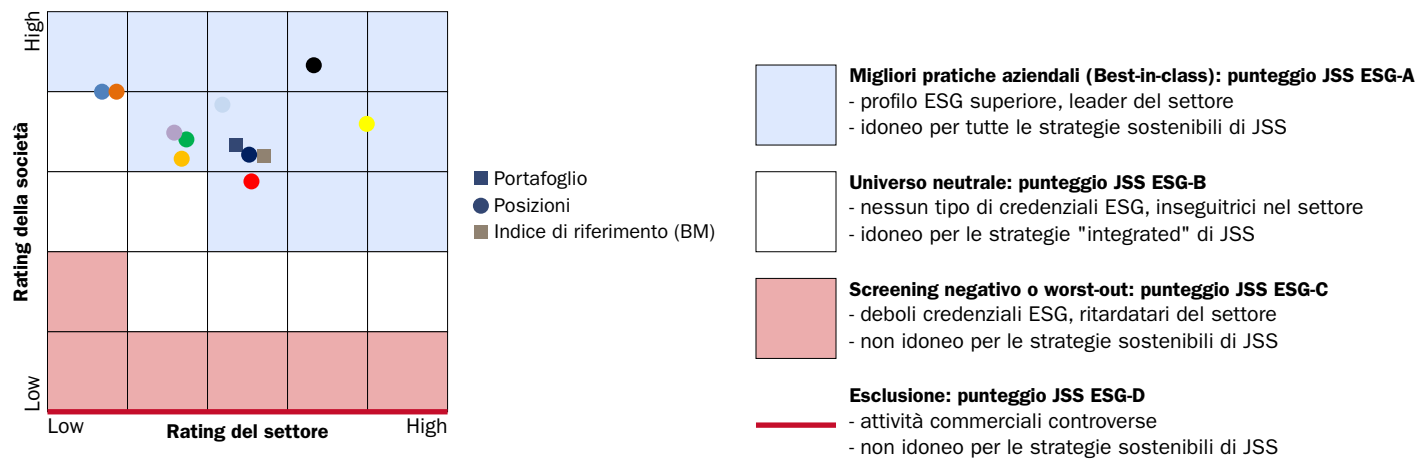 High
Rating della società
Low
Low
Rating del settore
High
Portafoglio
Posizioni
Indice di riferimento (BM)
Migliori pratiche aziendali (Best-in-class): punteggio JSS ESG-A
- profilo ESG superiore, leader del settore
- idoneo per tutte le strategie sostenibili di JSS
Universo neutrale: punteggio JSS ESG-B
- nessun tipo di credenziali ESG, inseguitrici nel settore
- idoneo per le strategie "integrated" di JSS
Screening negativo o worst-out: punteggio JSS ESG-C
- deboli credenziali ESG, ritardatari del settore
- non idoneo per le strategie sostenibili di JSS
Esclusione: punteggio JSS ESG-D
- attività commerciali controverse
- non idoneo per le strategie sostenibili di JSS